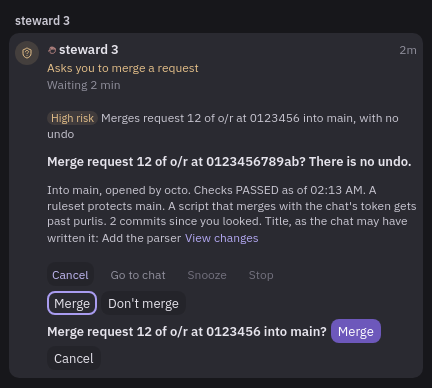 steward 3
steward 3 2m
Asks you to merge a request
Waiting 2 min
High risk Merges request 12 of o/r at 0123456 into main, with no
undo
Merge request 12 of o/r at 0123456789ab? There is no undo.
Into main, opened by octo. Checks PASSED as of 02:13 AM. A
ruleset protects main. A script that merges with the chat's token gets
past purlis. 2 commits since you looked. Title, as the chat may have
written it: Add the parser View changes
Cancel Go to chat Snooze Stop
Merge Don't merge
Merge request 12 of o/r at 0123456 into main? Merge
Cancel